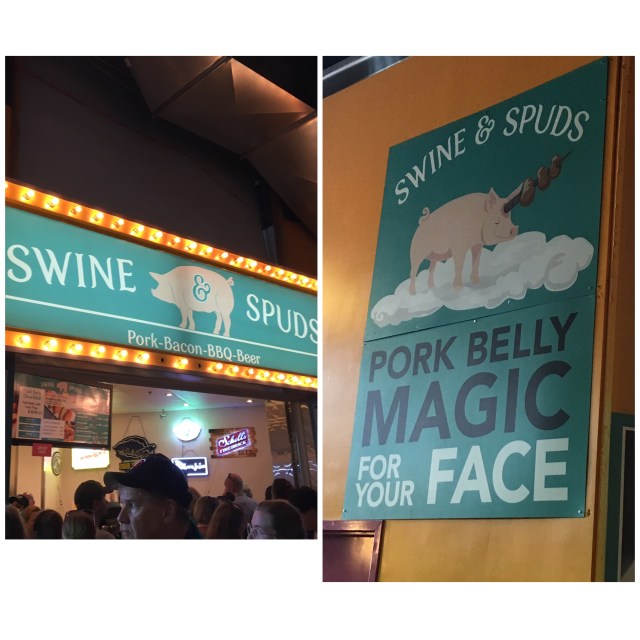 SWINE & SPUDS
Pork-Bacon-BBQ-Beer
Schell's
SWINE & SPUDS
PORK BELLY
MAGIC
FOR YOUR FACE